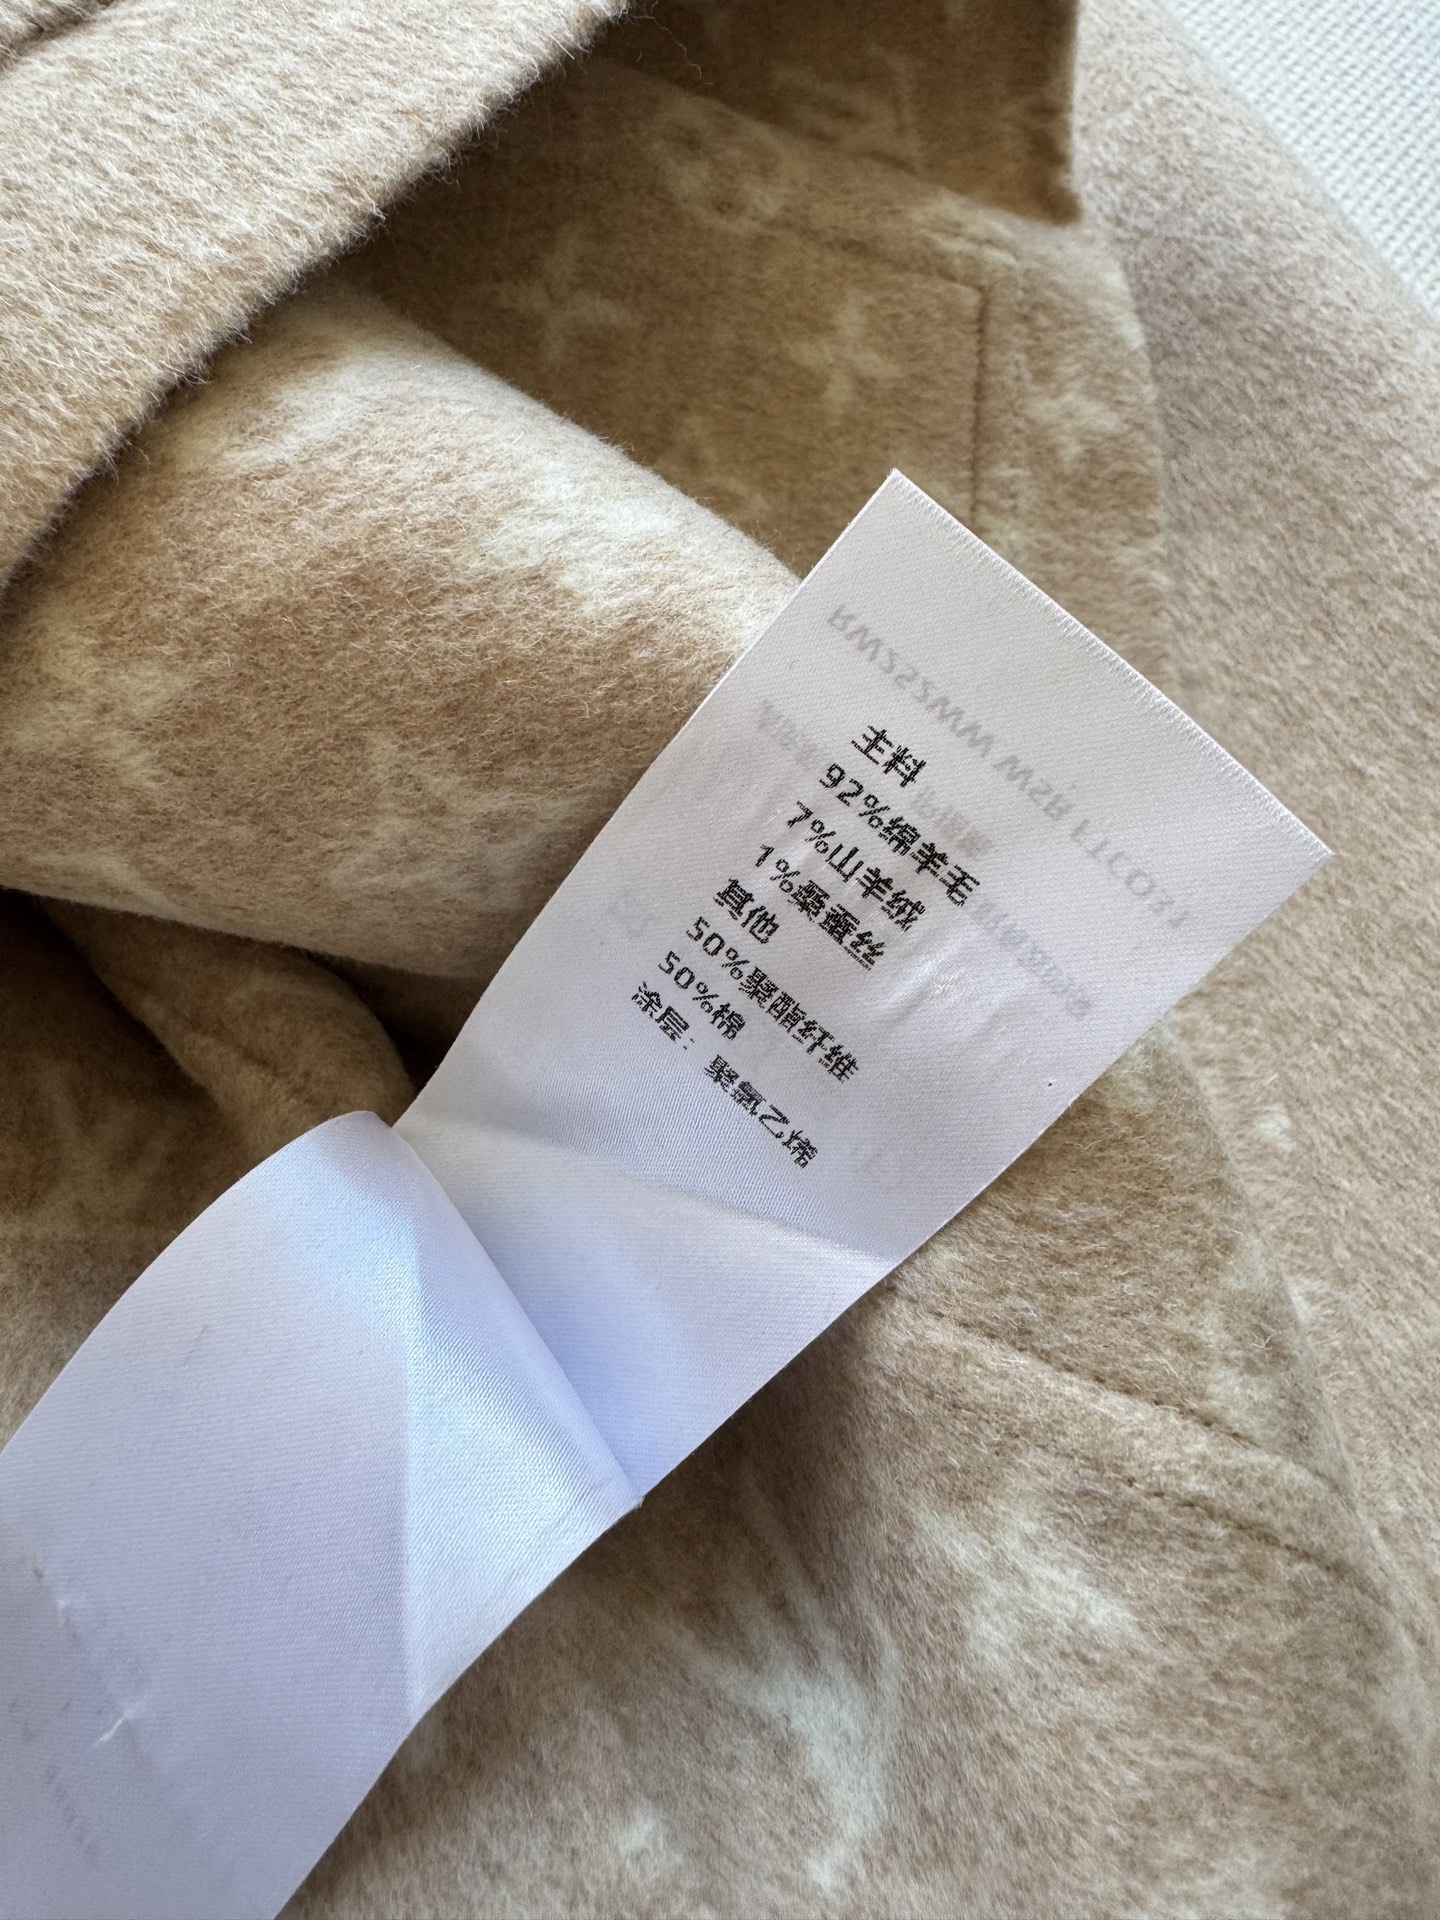 主料
92%绵羊毛
7%山羊绒
1%桑蚕丝
其他
50%聚酯纤维
50%棉
涂层：聚氯乙烯